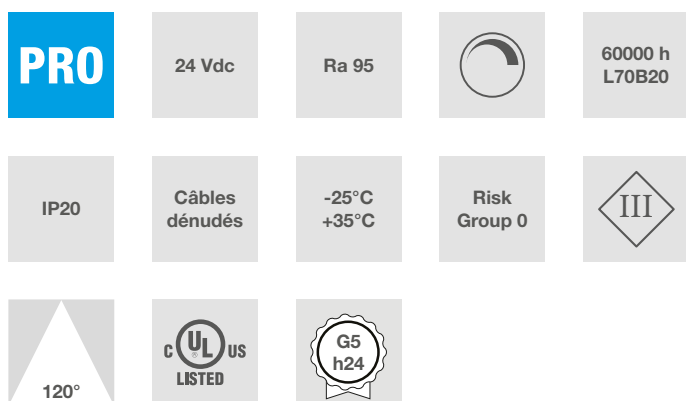 PRO
24 Vdc
Ra 95
60000 h
L70B20
IP20
Câbles
dénudés
-25°C
+35°C
Risk
Group 0
III
120°
C UL® US
LISTED
G5
h24